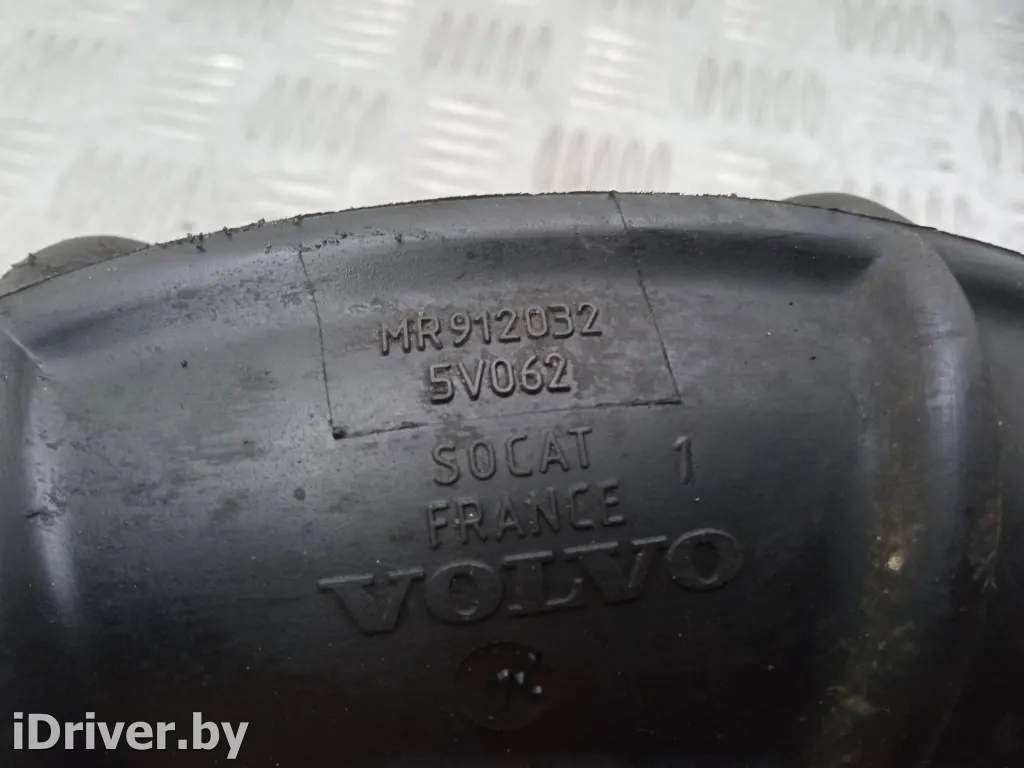 MR912032
5V062
SOCAT 1
FRANCE
VOLVO
iDriver.by